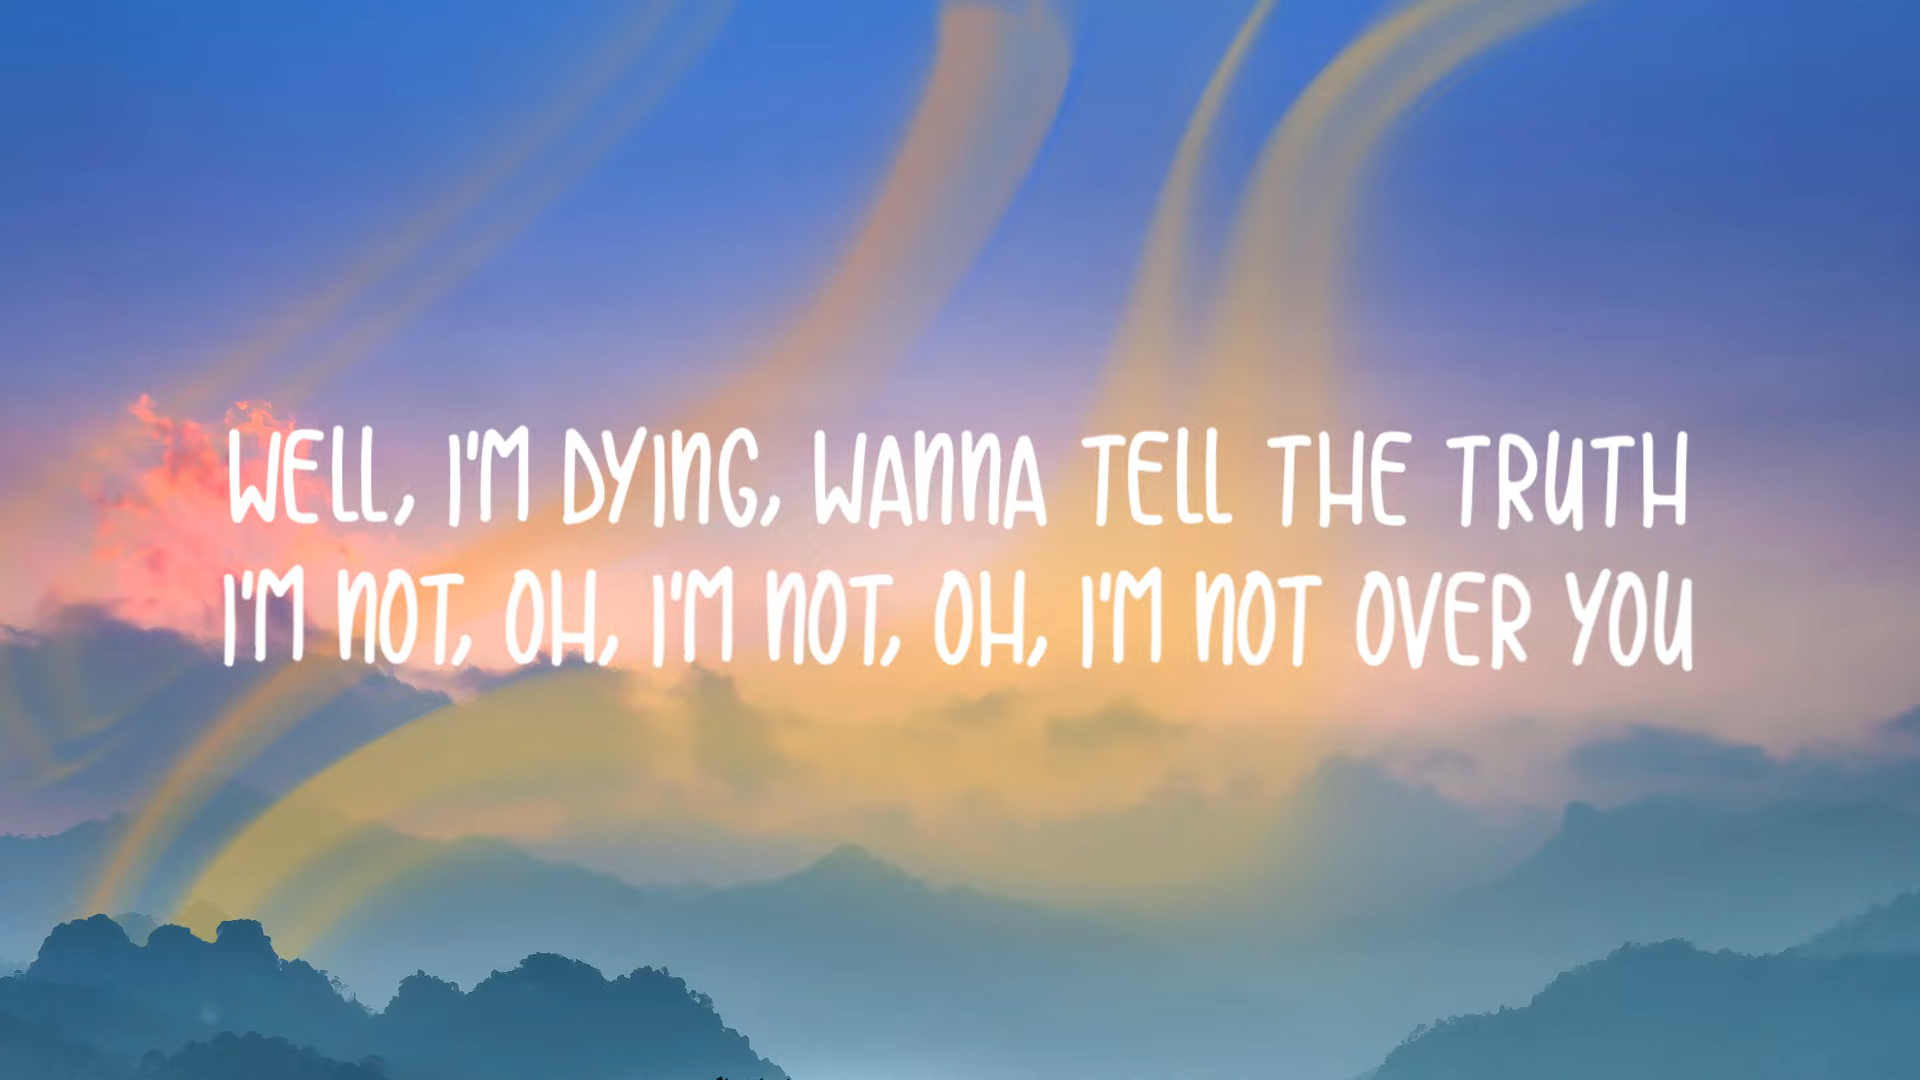 WELL, I'M DYING, WANNA TELL THE TRUTH
I'M NOT, OH, I'M NOT, OH, I'M NOT OVER YOU